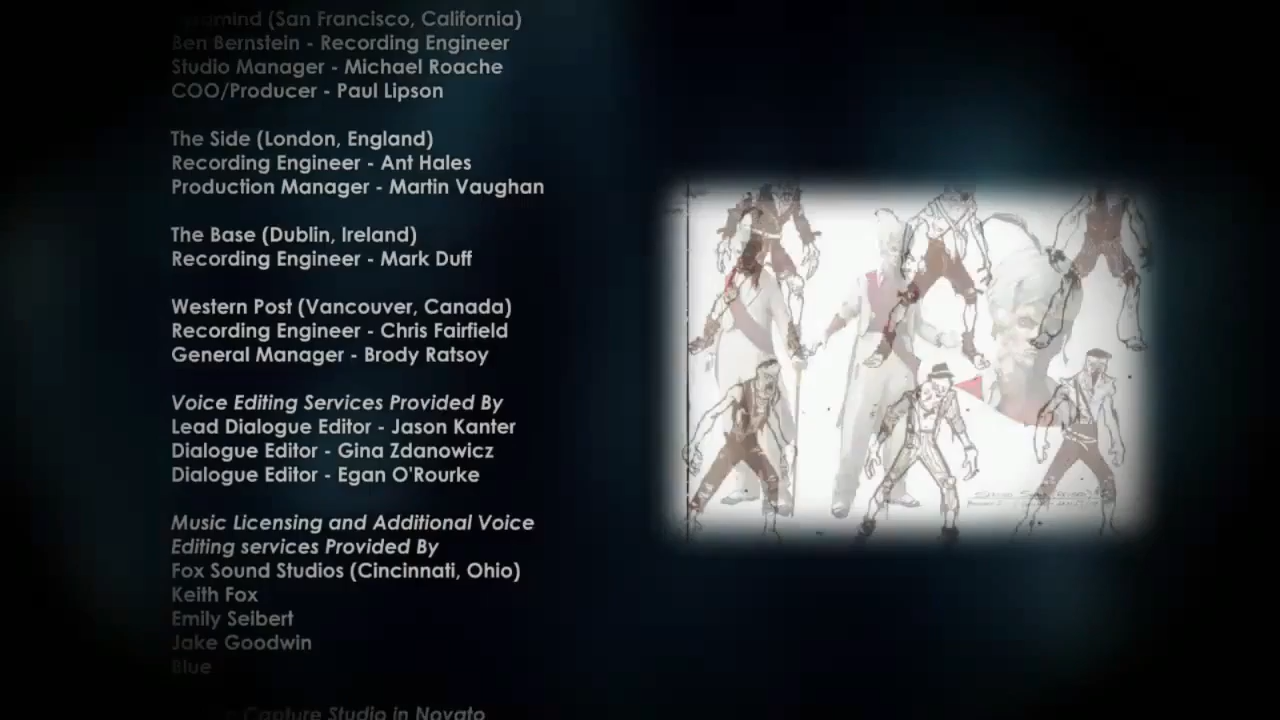 (San Francisco, California)
Ben Bernstein - Recording Engineer
Studio Manager - Michael Roache
COO/Producer - Paul Lipson
The Side (London, England)
Recording Engineer - Ant Hales
Production Manager - Martin Vaughan
The Base (Dublin, Ireland)
Recording Engineer - Mark Duff
Western Post (Vancouver, Canada)
Recording Engineer - Chris Fairfield
General Manager - Brody Ratsoy
Voice Editing Services Provided By
Lead Dialogue Editor - Jason Kanter
Dialogue Editor - Gina Zdanowicz
Dialogue Editor - Egan O'Rourke
Music Licensing and Additional Voice
Editing services Provided By
Fox Sound Studios (Cincinnati, Ohio)
Keith Fox
Emily Seibert
Jake Goodwin
Blue
Capture Studio in Novato